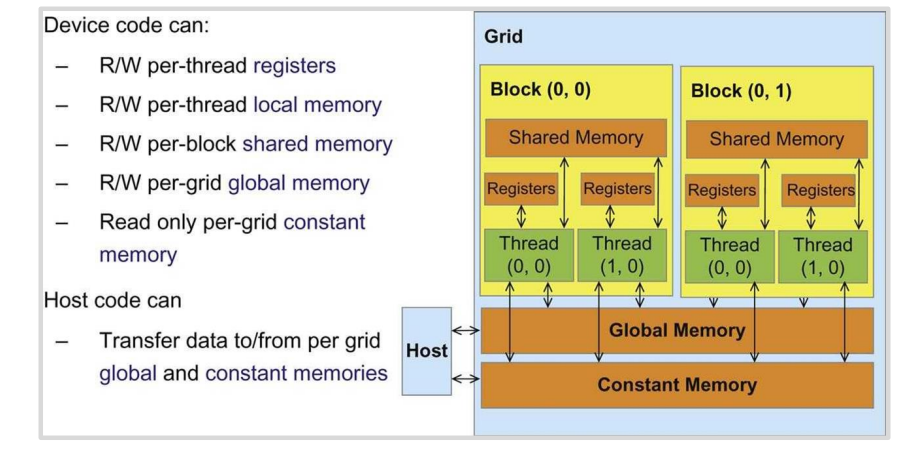 Device code can:
– R/W per-thread registers
– R/W per-thread local memory
– R/W per-block shared memory
– R/W per-grid global memory
– Read only per-grid constant
memory
Host code can
– Transfer data to/from per grid
global and constant memories
Grid
Block (0, 0)
Shared Memory
Registers
Registers
Thread
(0, 0)
Thread
(1, 0)
Block (0, 1)
Shared Memory
Registers
Registers
Thread
(0, 0)
Thread
(1, 0)
Host
Global Memory
Constant Memory